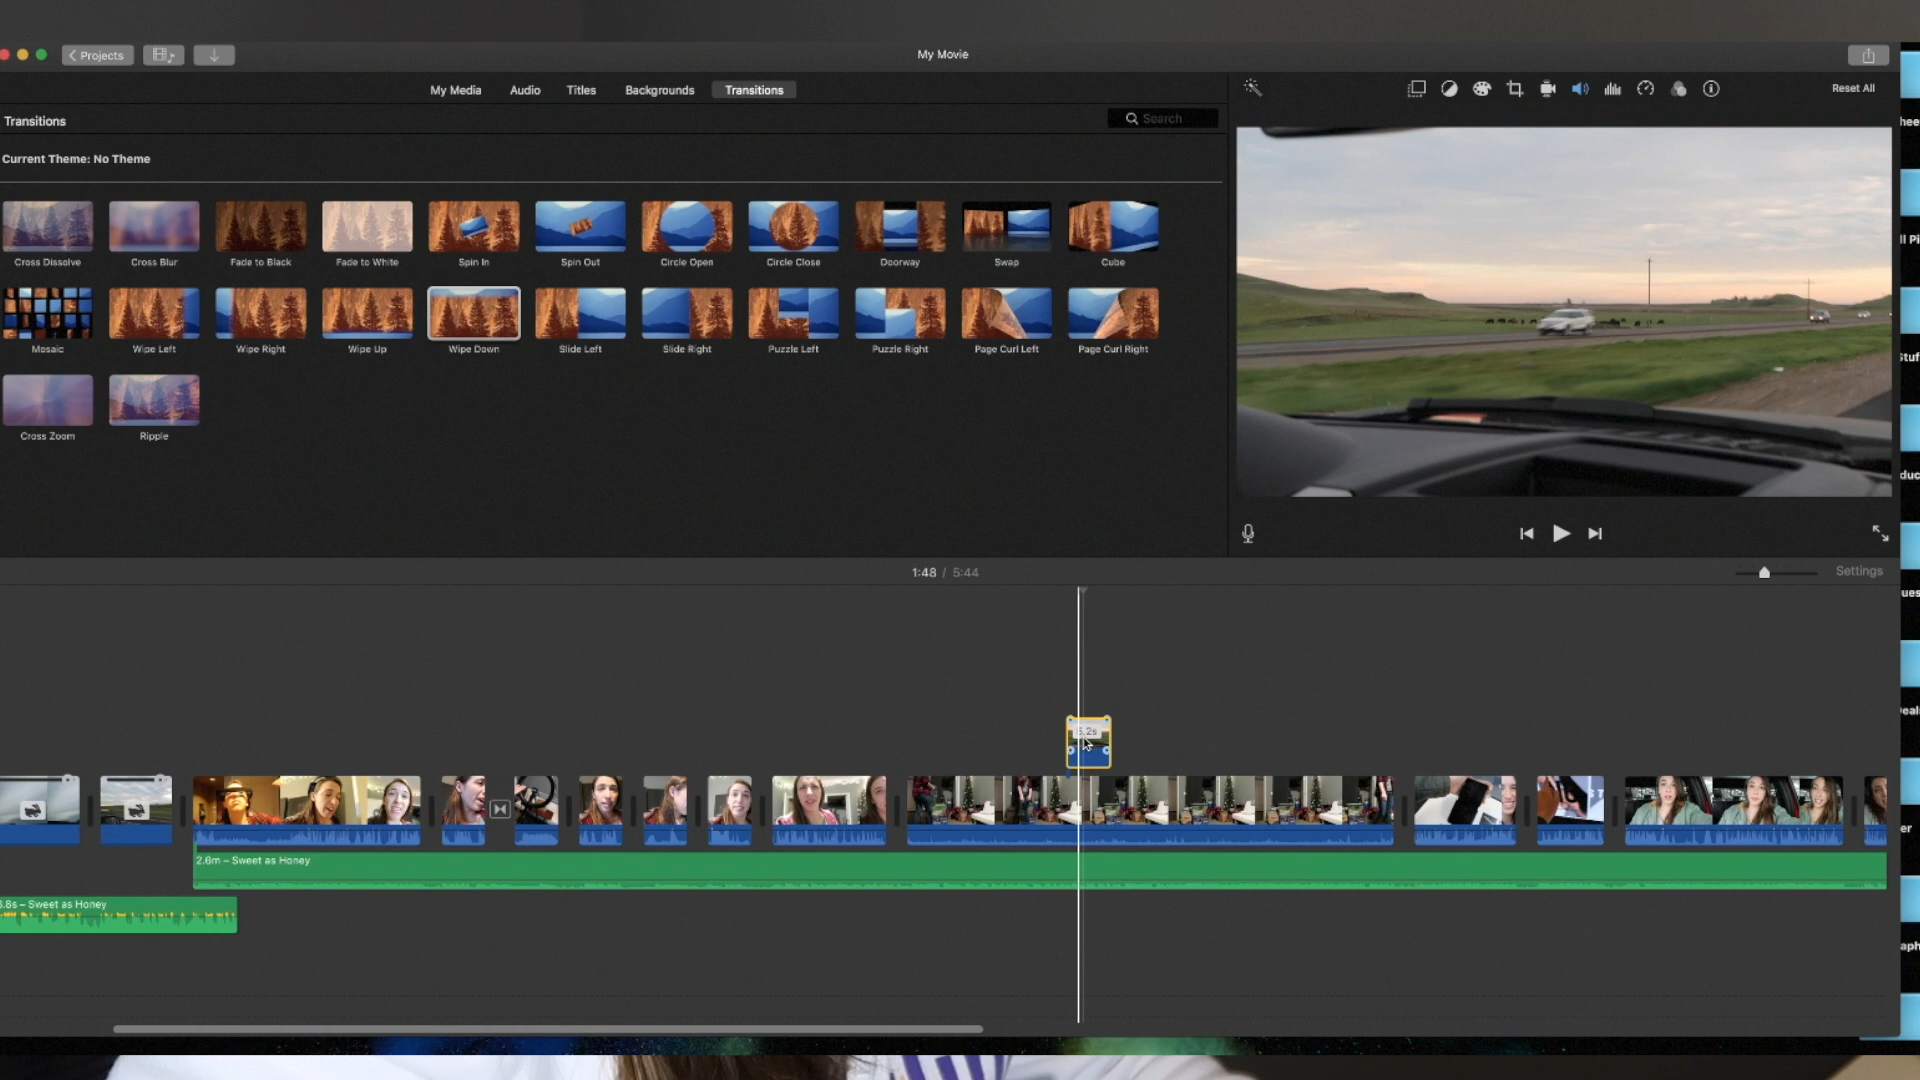 Projects
My Movie
My Media Audio Titles Backgrounds Transitions
Reset All
Transitions
Search
Current Theme: No Theme
Cross Dissolve Cross Blur Fade to Black Fade to White Spin In Spin Out Circle Open Circle Close Doorway Swap Cube
Mosaic Wipe Left Wipe Right Wipe Up Wipe Down Slide Left Slide Right Puzzle Left Puzzle Right Page Curl Left Page Curl Right
Cross Zoom Ripple
1:48 / 5:44
Settings
2.6m – Sweet as Honey
6.8s – Sweet as Honey